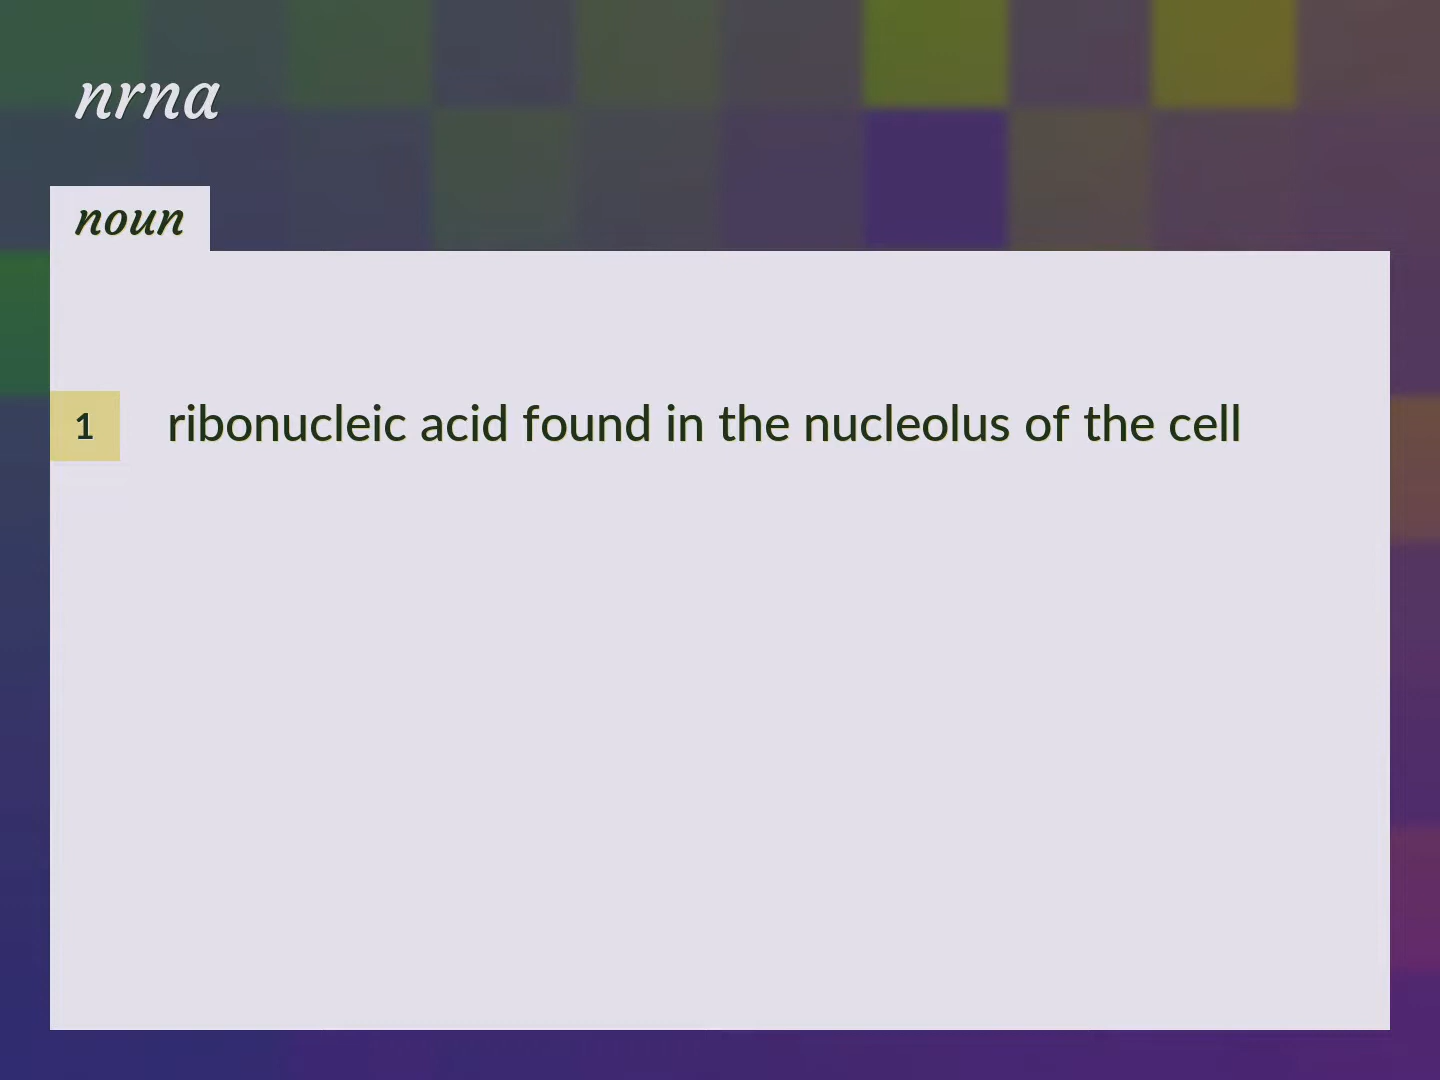 nrna
noun
1 ribonucleic acid found in the nucleolus of the cell